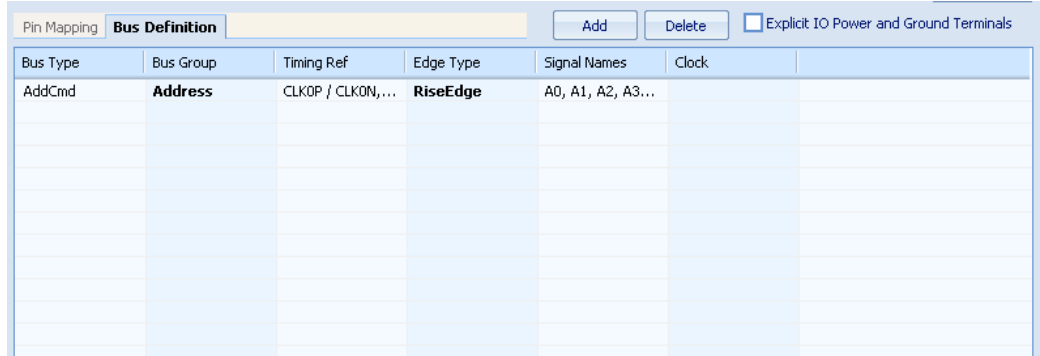 Pin Mapping Bus Definition Add Delete Explicit IO Power and Ground Terminals
Bus Type Bus Group Timing Ref Edge Type Signal Names Clock
AddCmd Address CLK0P / CLK0N,... RiseEdge A0, A1, A2, A3...